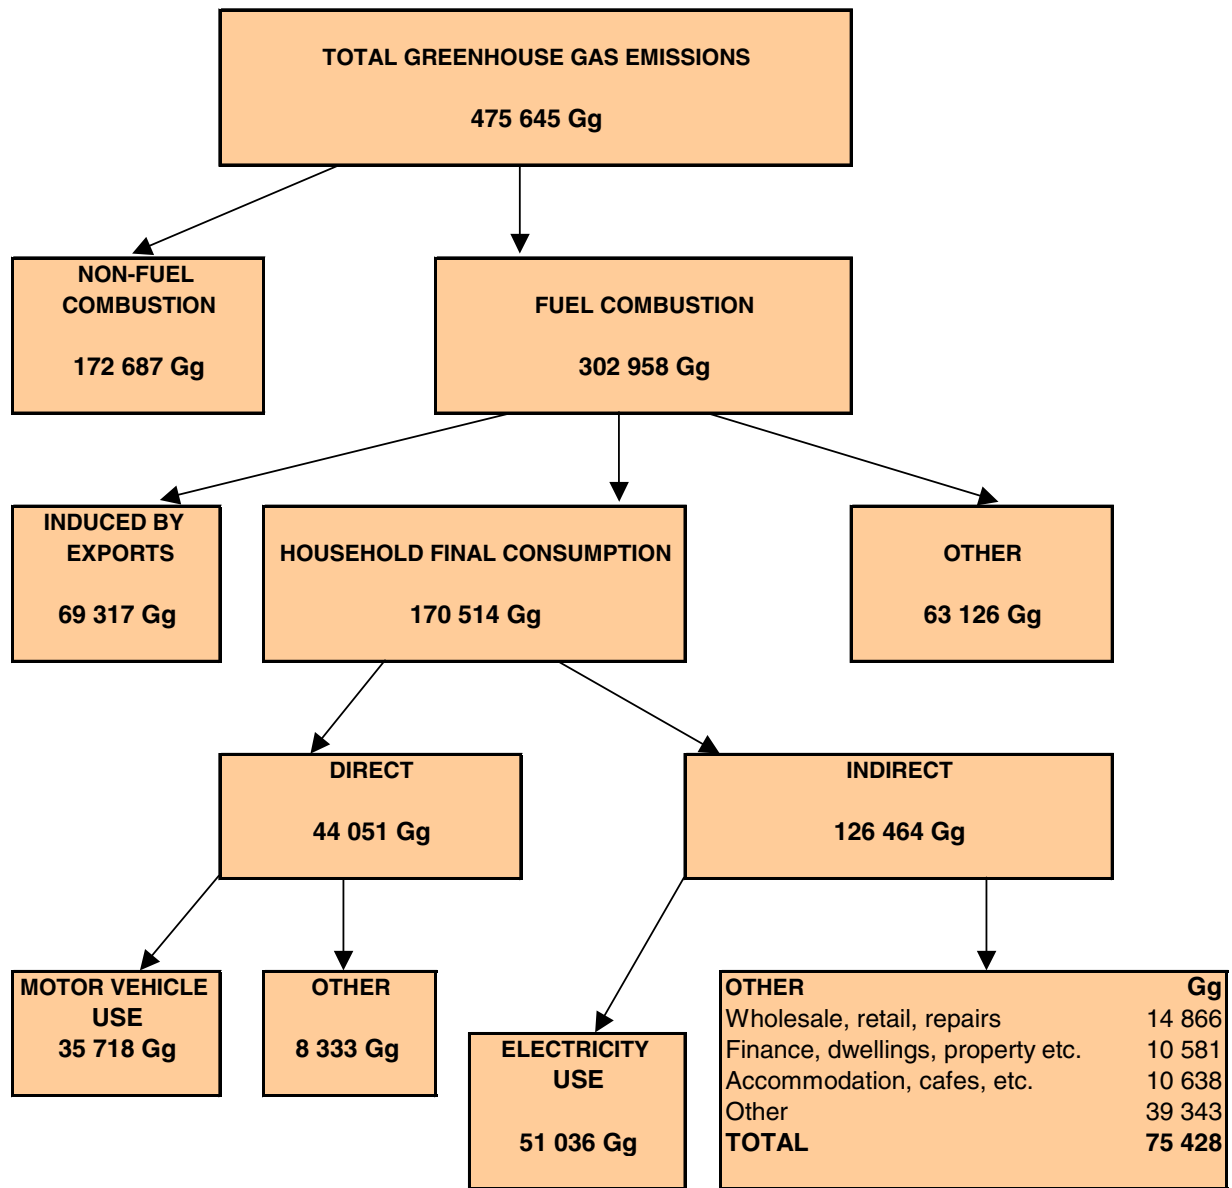 TOTAL GREENHOUSE GAS EMISSIONS
475 645 Gg
NON-FUEL
COMBUSTION
172 687 Gg
FUEL COMBUSTION
302 958 Gg
INDUCED BY
EXPORTS
69 317 Gg
HOUSEHOLD FINAL CONSUMPTION
170 514 Gg
OTHER
63 126 Gg
DIRECT
44 051 Gg
INDIRECT
126 464 Gg
MOTOR VEHICLE
USE
35 718 Gg
OTHER
8 333 Gg
ELECTRICITY
USE
51 036 Gg
OTHER Gg
Wholesale, retail, repairs 14 866
Finance, dwellings, property etc. 10 581
Accommodation, cafes, etc. 10 638
Other 39 343
TOTAL 75 428